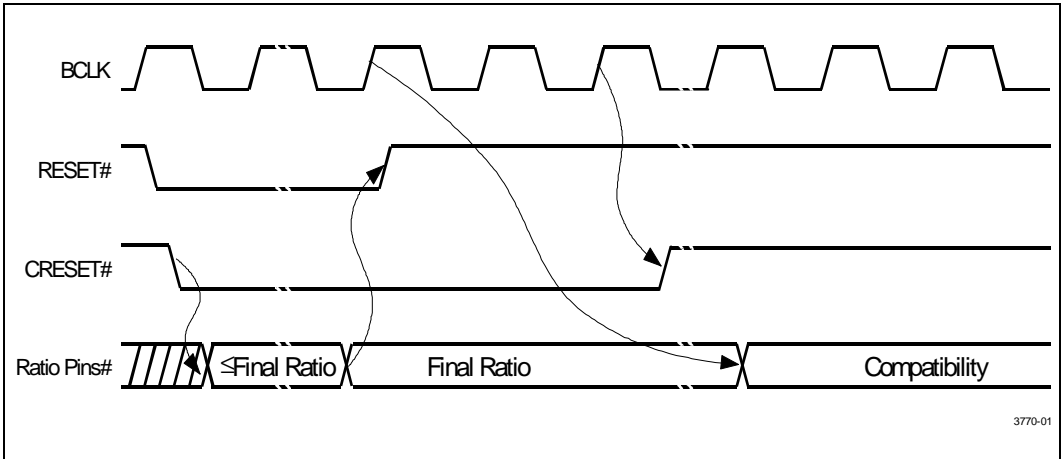 BCLK
RESET#
CRESET#
Ratio Pins#
≤Final Ratio
Final Ratio
Compatibility
3770-01